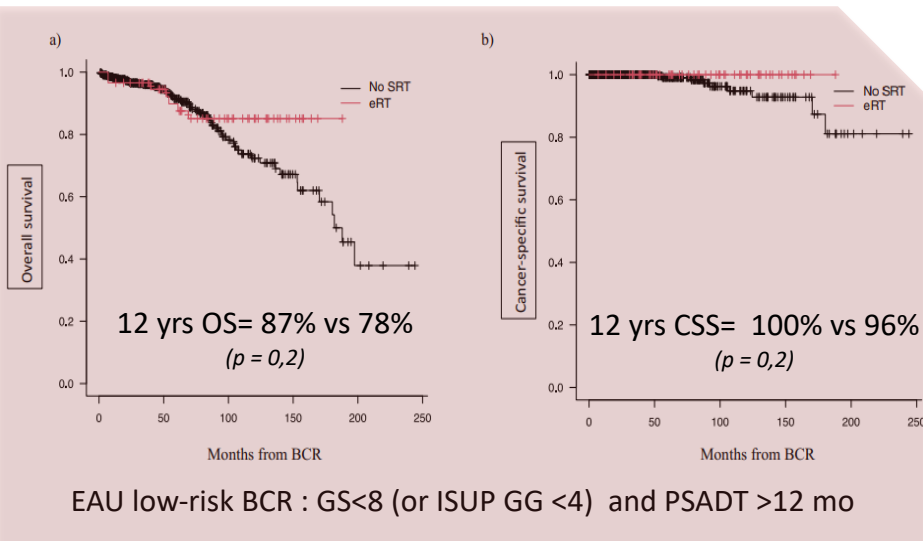 a)
b)
No SRT
eRT
No SRT
eRT
Overall survival
1.0
0.8
0.6
0.4
0.2
0.0
Cancer-specific survival
1.0
0.8
0.6
0.4
0.2
0.0
12 yrs OS= 87% vs 78%
(p = 0,2)
12 yrs CSS= 100% vs 96%
(p = 0,2)
0 50 100 150 200 250
0 50 100 150 200 250
Months from BCR
Months from BCR
EAU low-risk BCR : GS<8 (or ISUP GG <4) and PSADT >12 mo